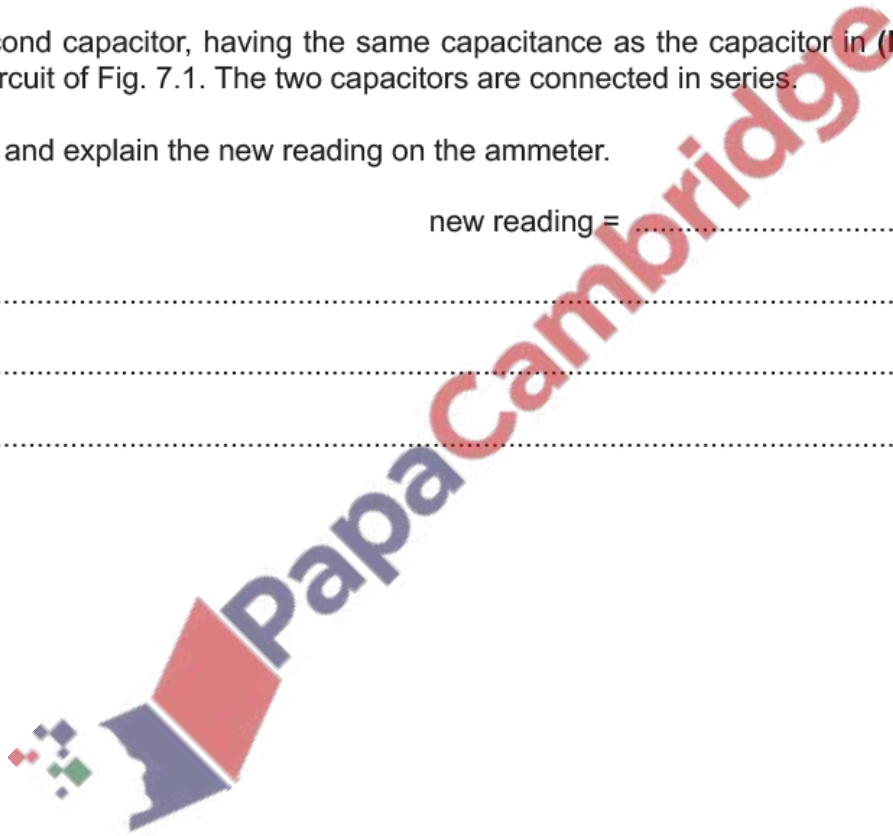 ond capacitor, having the same capacitance as the capacitor in (
rcuit of Fig. 7.1. The two capacitors are connected in series.
and explain the new reading on the ammeter.
new reading = ................................
................................................................................
................................................................................
................................................................................
PapaCambridge